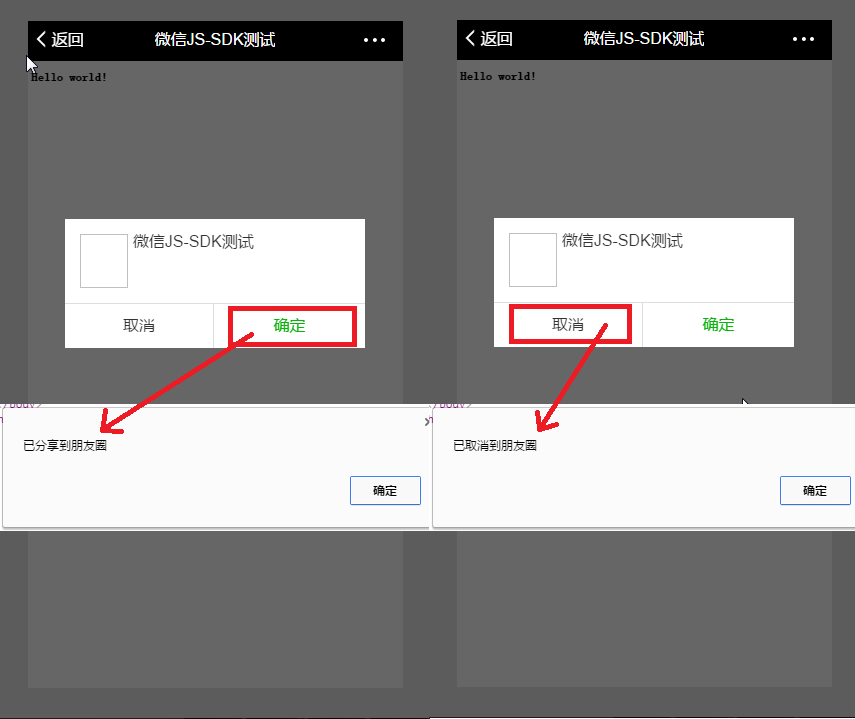 返回 微信JS-SDK测试
Hello world!
微信JS-SDK测试
取消 确定
已分享到朋友圈
确定
返回 微信JS-SDK测试
Hello world!
微信JS-SDK测试
取消 确定
已取消到朋友圈
确定